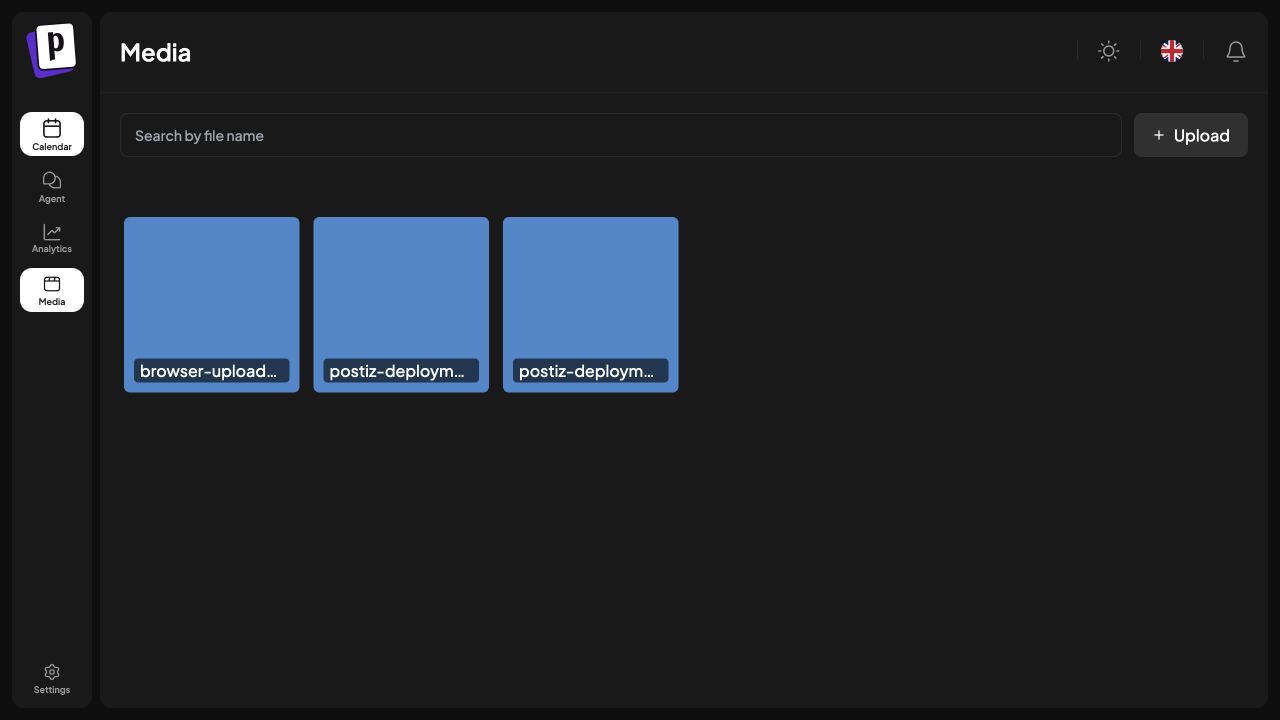 p
Media
Calendar
Agent
Analytics
Media
Settings
Search by file name
+ Upload
browser-upload...
postiz-deploym...
postiz-deploym...